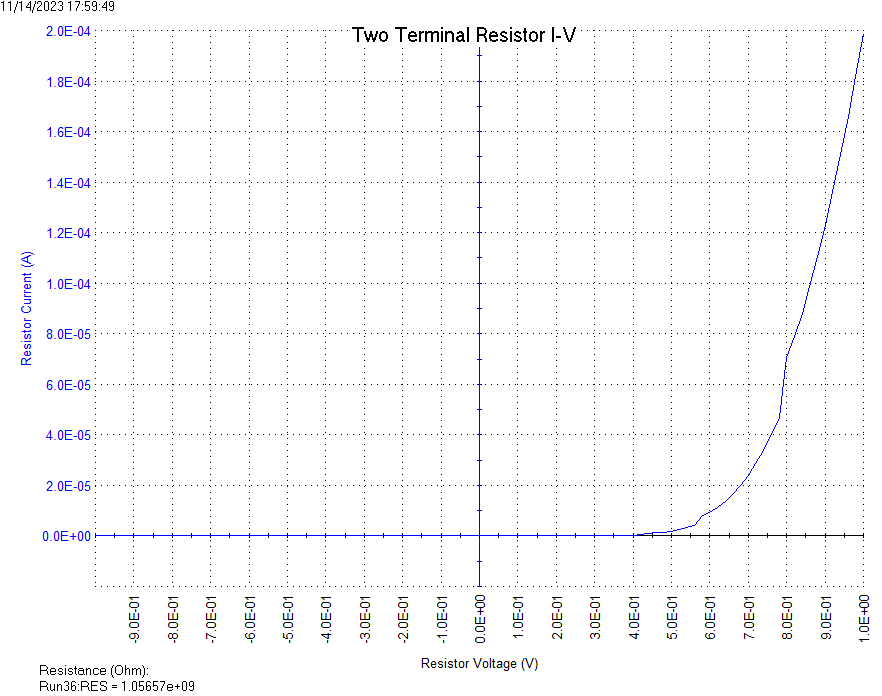 11/14/2023 17:59:49
Two Terminal Resistor I-V
2.0E-04
1.8E-04
1.6E-04
1.4E-04
1.2E-04
1.0E-04
8.0E-05
6.0E-05
4.0E-05
2.0E-05
0.0E+00
Resistor Current (A)
-9.0E-01
-8.0E-01
-7.0E-01
-6.0E-01
-5.0E-01
-4.0E-01
-3.0E-01
-2.0E-01
-1.0E-01
0.0E+00
1.0E-01
2.0E-01
3.0E-01
4.0E-01
5.0E-01
6.0E-01
7.0E-01
8.0E-01
9.0E-01
1.0E+00
Resistor Voltage (V)
Resistance (Ohm):
Run36:RES = 1.05657e+09